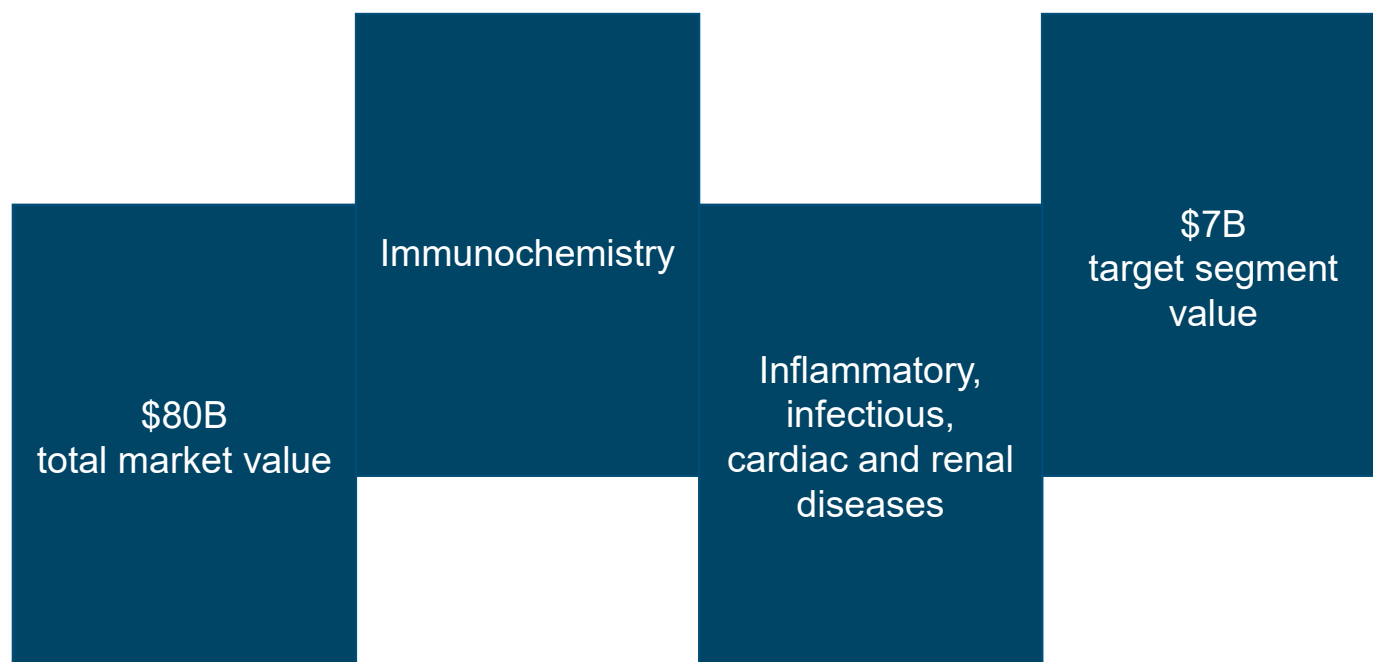 $80B
total market value
Immunochemistry
Inflammatory,
infectious,
cardiac and renal
diseases
$7B
target segment
value